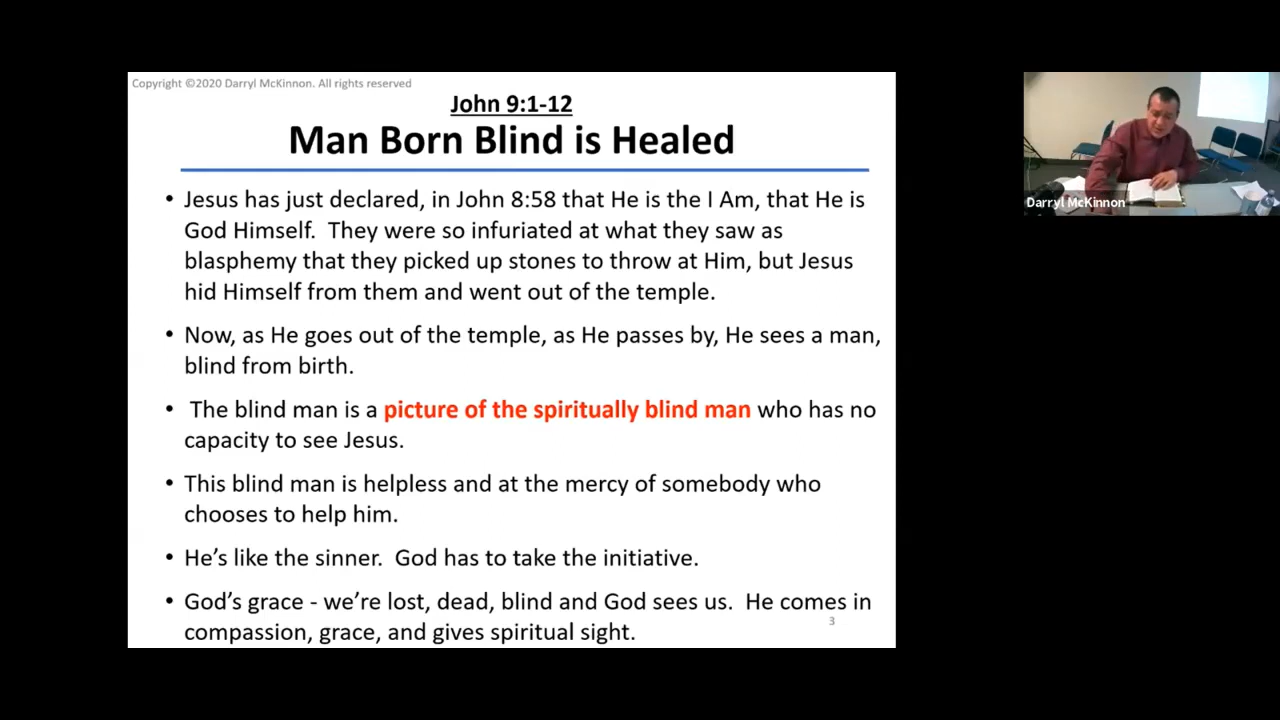 Copyright ©2020 Darryl McKinnon. All rights reserved
John 9:1-12
Man Born Blind is Healed
• Jesus has just declared, in John 8:58 that He is the I Am, that He is
God Himself.  They were so infuriated at what they saw as
blasphemy that they picked up stones to throw at Him, but Jesus
hid Himself from them and went out of the temple.
• Now, as He goes out of the temple, as He passes by, He sees a man,
blind from birth.
• The blind man is a picture of the spiritually blind man who has no
capacity to see Jesus.
• This blind man is helpless and at the mercy of somebody who
chooses to help him.
• He’s like the sinner.  God has to take the initiative.
• God’s grace - we’re lost, dead, blind and God sees us.  He comes in
compassion, grace, and gives spiritual sight.
3
Darryl McKinnon